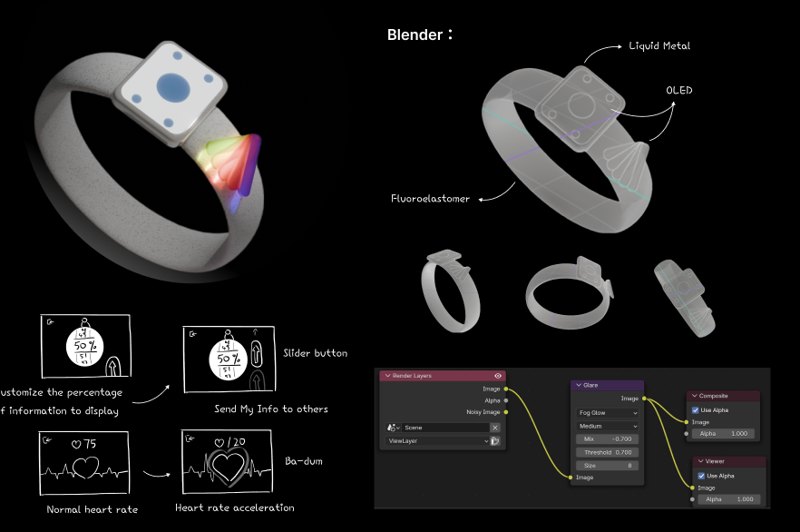 Blender：
Liquid Metal
OLED
Fluoroelastomer
50%
50%
Slider button
ustomize the percentage
f information to display
Send My Info to others
♡75
♡120
Ba-dum
Normal heart rate
Heart rate acceleration
Render Layers
Image
Alpha
Noisy Image
Scene
ViewLayer
Glare
Image
Fog Glow
Medium
Mix -0.700
Threshold 0.700
Size 8
Image
Composite
Use Alpha
Image
Alpha 1.000
Viewer
Use Alpha
Image
Alpha 1.000